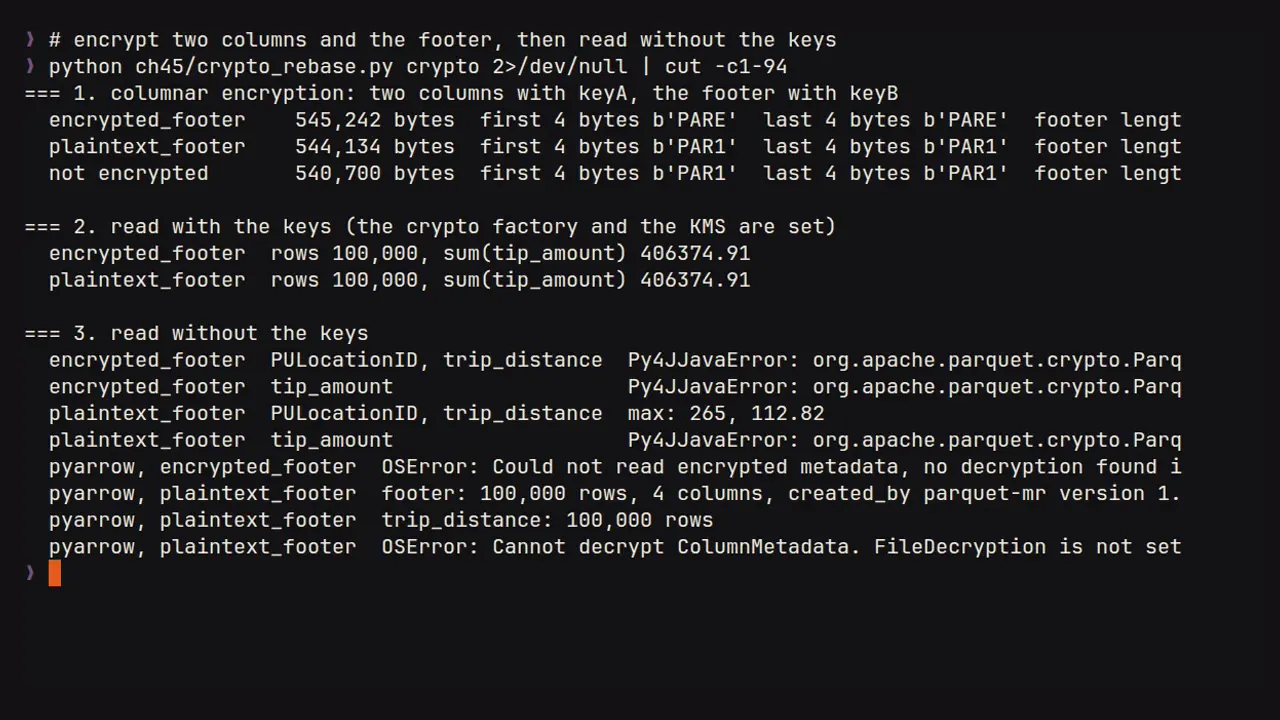 ❯ # encrypt two columns and the footer, then read without the keys
❯ python ch45/crypto_rebase.py crypto 2>/dev/null | cut -c1-94
=== 1. columnar encryption: two columns with keyA, the footer with keyB
  encrypted_footer    545,242 bytes  first 4 bytes b'PARE'  last 4 bytes b'PARE'  footer lengt
  plaintext_footer    544,134 bytes  first 4 bytes b'PAR1'  last 4 bytes b'PAR1'  footer lengt
  not encrypted       540,700 bytes  first 4 bytes b'PAR1'  last 4 bytes b'PAR1'  footer lengt

=== 2. read with the keys (the crypto factory and the KMS are set)
  encrypted_footer  rows 100,000, sum(tip_amount) 406374.91
  plaintext_footer  rows 100,000, sum(tip_amount) 406374.91

=== 3. read without the keys
  encrypted_footer  PULocationID, trip_distance  Py4JJavaError: org.apache.parquet.crypto.Parq
  encrypted_footer  tip_amount                   Py4JJavaError: org.apache.parquet.crypto.Parq
  plaintext_footer  PULocationID, trip_distance  max: 265, 112.82
  plaintext_footer  tip_amount                   Py4JJavaError: org.apache.parquet.crypto.Parq
  pyarrow, encrypted_footer  OSError: Could not read encrypted metadata, no decryption found i
  pyarrow, plaintext_footer  footer: 100,000 rows, 4 columns, created_by parquet-mr version 1.
  pyarrow, plaintext_footer  trip_distance: 100,000 rows
  pyarrow, plaintext_footer  OSError: Cannot decrypt ColumnMetadata. FileDecryption is not set
❯